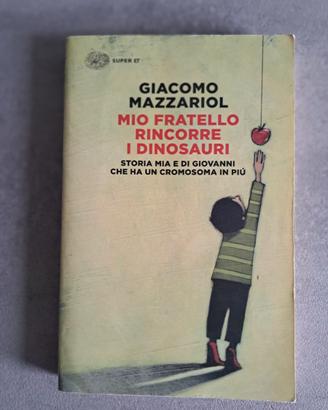 SUPER ET
GIACOMO
MAZZARIOL
MIO FRATELLO
RINCORRE
I DINOSAURI
STORIA MIA E DI GIOVANNI
CHE HA UN CROMOSOMA IN PIÚ